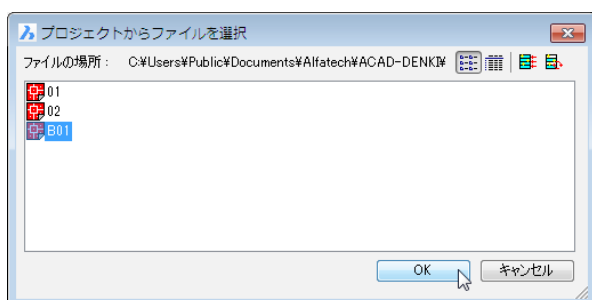 プロジェクトからファイルを選択
ファイルの場所： C:¥Users¥Public¥Documents¥Alfatech¥ACAD-DENKI¥
01
02
B01
OK キャンセル